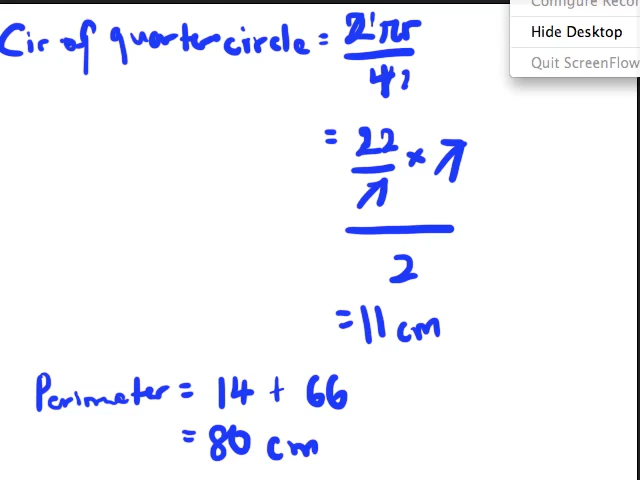 Configure Recor
Hide Desktop
Quit ScreenFlow
Cir of quarter circle = 2πr / 4
= 22/7 × 7 / 2
= 11 cm
Perimeter = 14 + 66
= 80 cm